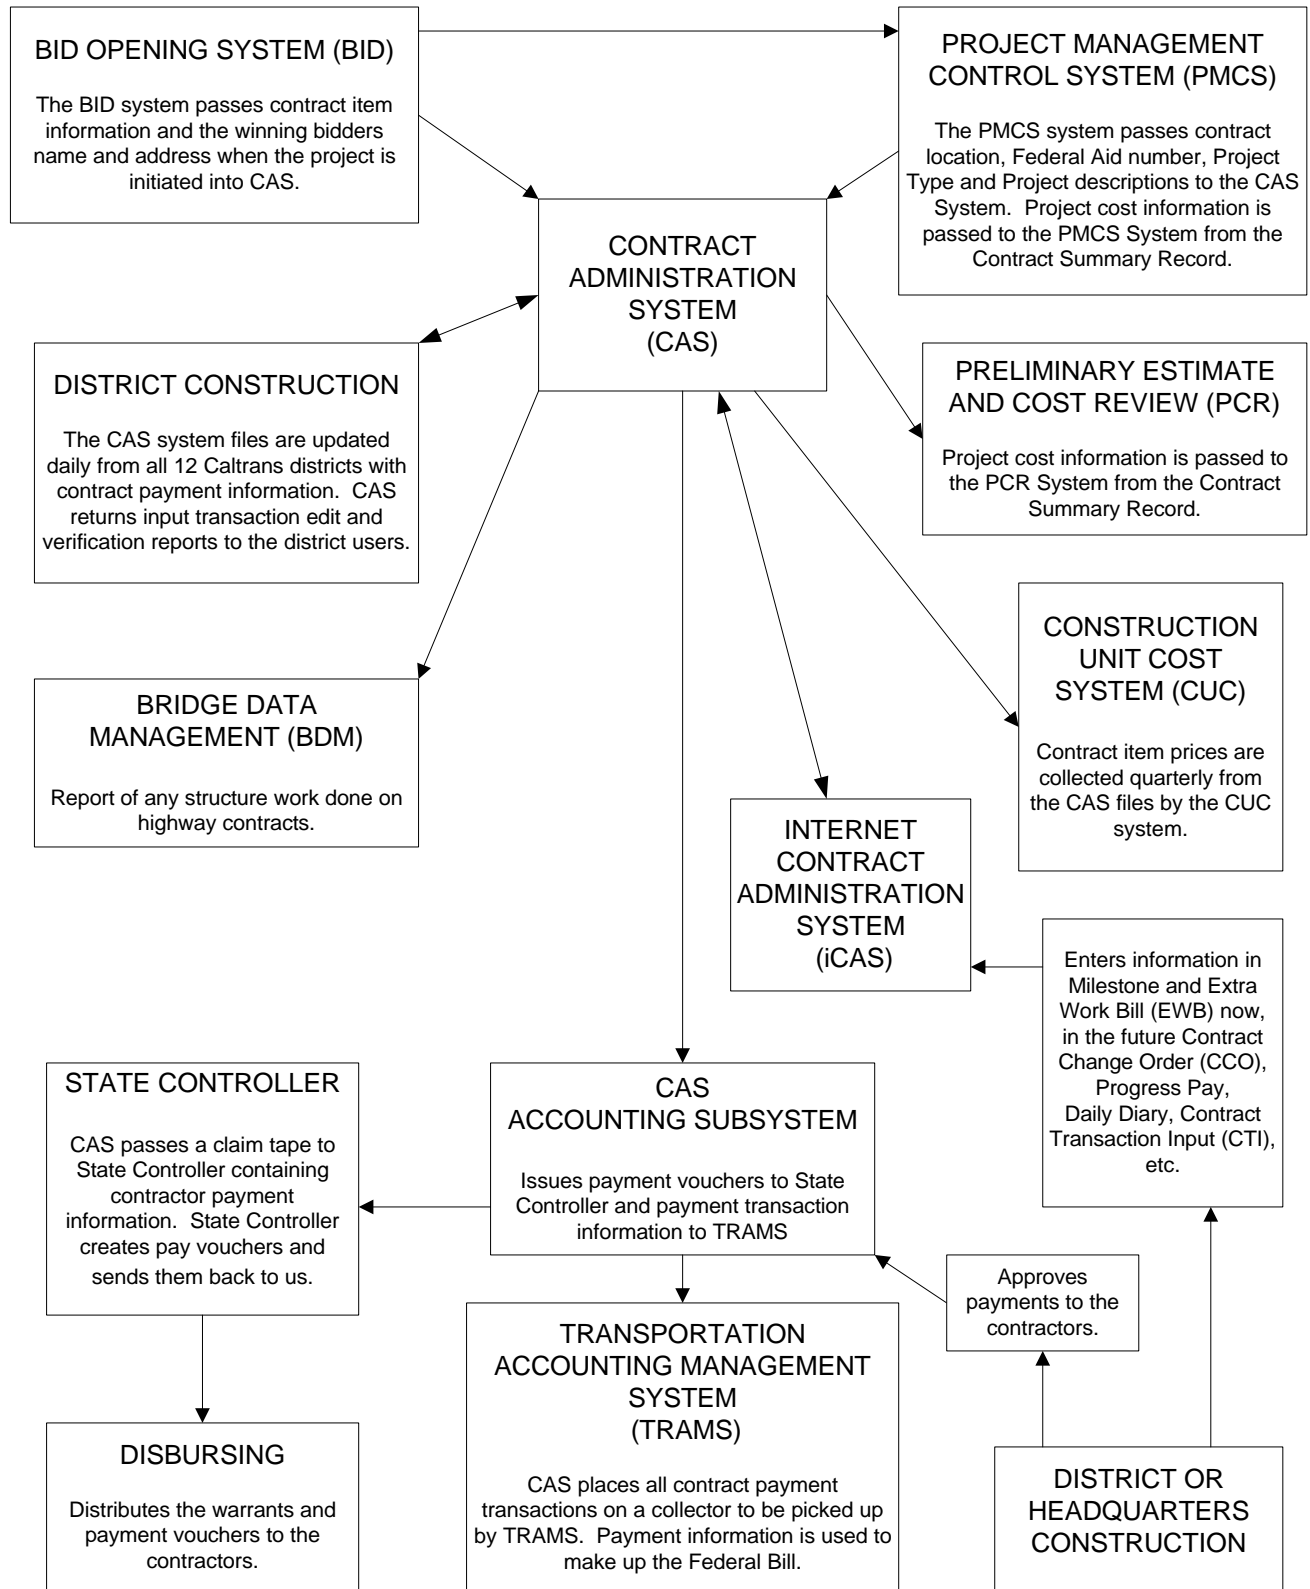 BID OPENING SYSTEM (BID)
The BID system passes contract item
information and the winning bidders
name and address when the project is
initiated into CAS.
PROJECT MANAGEMENT
CONTROL SYSTEM (PMCS)
The PMCS system passes contract
location, Federal Aid number, Project
Type and Project descriptions to the CAS
System.  Project cost information is
passed to the PMCS System from the
Contract Summary Record.
CONTRACT
ADMINISTRATION
SYSTEM
(CAS)
DISTRICT CONSTRUCTION
The CAS system files are updated
daily from all 12 Caltrans districts with
contract payment information.  CAS
returns input transaction edit and
verification reports to the district users.
PRELIMINARY ESTIMATE
AND COST REVIEW (PCR)
Project cost information is passed to
the PCR System from the Contract
Summary Record.
CONSTRUCTION
UNIT COST
SYSTEM (CUC)
Contract item prices are
collected quarterly from
the CAS files by the CUC
system.
BRIDGE DATA
MANAGEMENT (BDM)
Report of any structure work done on
highway contracts.
INTERNET
CONTRACT
ADMINISTRATION
SYSTEM
(iCAS)
Enters information in
Milestone and Extra
Work Bill (EWB) now,
in the future Contract
Change Order (CCO),
Progress Pay,
Daily Diary, Contract
Transaction Input (CTI),
etc.
STATE CONTROLLER
CAS passes a claim tape to
State Controller containing
contractor payment
information.  State Controller
creates pay vouchers and
sends them back to us.
CAS
ACCOUNTING SUBSYSTEM
Issues payment vouchers to State
Controller and payment transaction
information to TRAMS
Approves
payments to the
contractors.
TRANSPORTATION
ACCOUNTING MANAGEMENT
SYSTEM
(TRAMS)
CAS places all contract payment
transactions on a collector to be picked up
by TRAMS.  Payment information is used to
make up the Federal Bill.
DISBURSING
Distributes the warrants and
payment vouchers to the
contractors.
DISTRICT OR
HEADQUARTERS
CONSTRUCTION